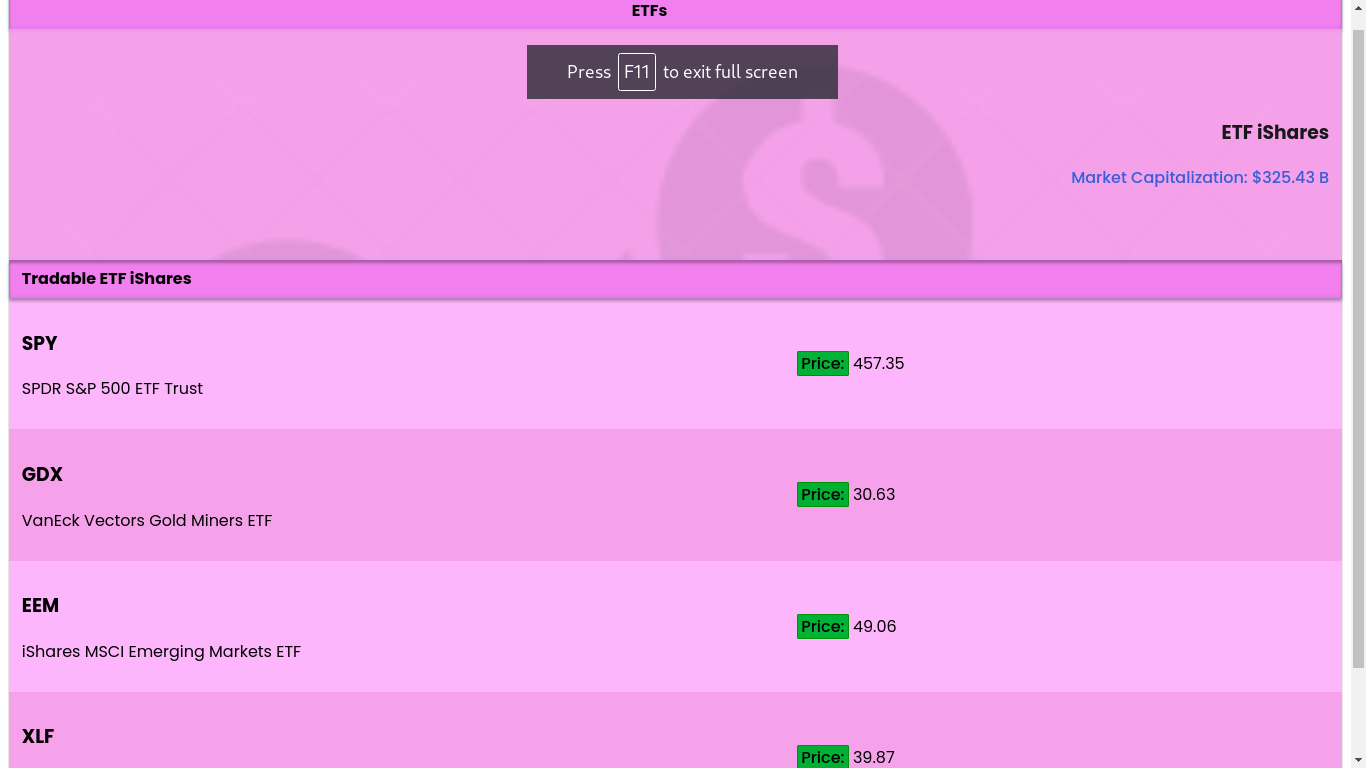 ETFs
Press F11 to exit full screen
ETF iShares
Market Capitalization: $325.43 B
Tradable ETF iShares
SPY
Price: 457.35
SPDR S&P 500 ETF Trust
GDX
Price: 30.63
VanEck Vectors Gold Miners ETF
EEM
Price: 49.06
iShares MSCI Emerging Markets ETF
XLF
Price: 39.87